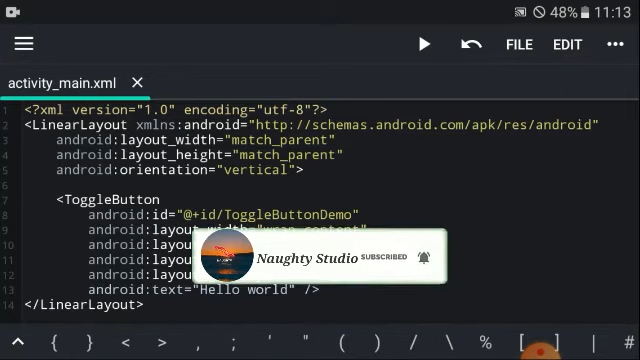 48% 11:13
FILE EDIT
activity_main.xml
1 <?xml version="1.0" encoding="utf-8"?>
2 <LinearLayout xmlns:android="http://schemas.android.com/apk/res/android"
3 android:layout_width="match_parent"
4 android:layout_height="match_parent"
5 android:orientation="vertical">
6
7 <ToggleButton
8 android:id="@+id/ToggleButtonDemo"
9 android:layout_width="wrap_content"
10 android:layou
11 android:layou
12 android:layou
13 android:text="Hello world" />
14 </LinearLayout>
Naughty Studio SUBSCRIBED
{ } < > , ; ' " ( ) / \ % [ ] | #